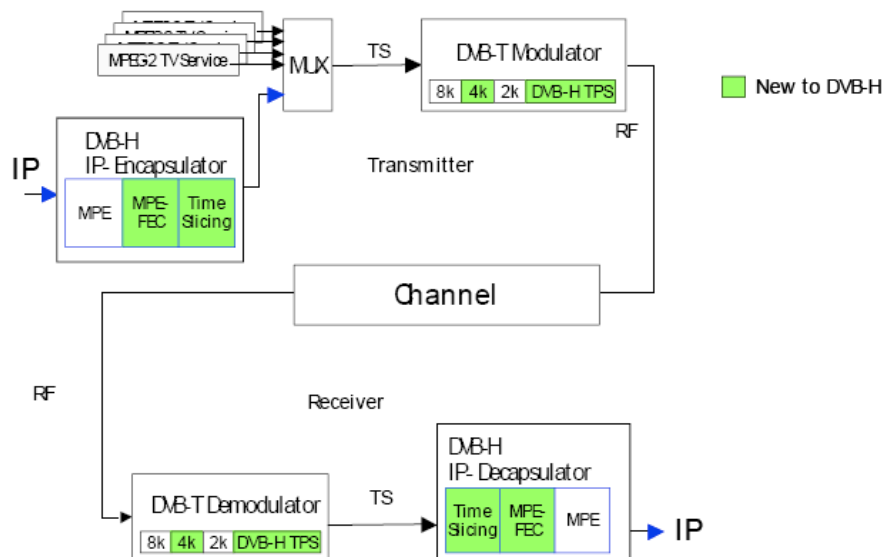 MPEG-2 TV Service
MUX
TS
DVB-T Modulator
8k 4k 2k DVB-H TPS
New to DVB-H
RF
DVB-H
IP- Encapsulator
IP
MPE
MPE-
FEC
Time
Slicing
Transmitter
Channel
RF
Receiver
DVB-T Demodulator
8k 4k 2k DVB-H TPS
TS
DVB-H
IP- Decapsulator
Time
Slicing
MPE-
FEC
MPE
IP